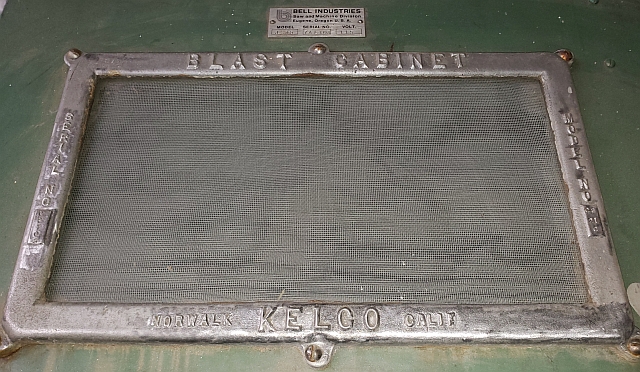 BELL INDUSTRIES
Saw and Machine Division
Eugene, Oregon U.S.A.
MODEL SERIAL NO. VOLT.
BLAST CABINET
SERIAL NO.
MODEL NO.
NORWALK KELCO CALIF